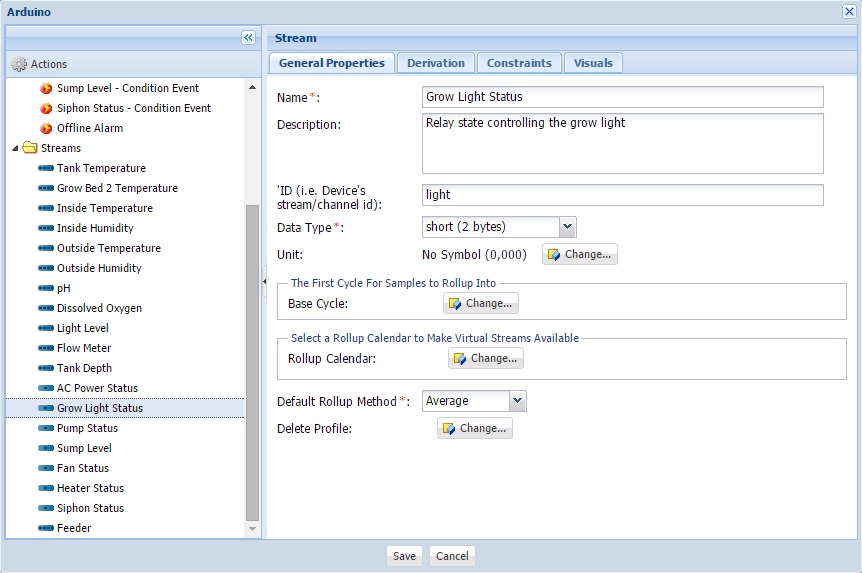 Arduino
Actions
Sump Level - Condition Event
Siphon Status - Condition Event
Offline Alarm
Streams
Tank Temperature
Grow Bed 2 Temperature
Inside Temperature
Inside Humidity
Outside Temperature
Outside Humidity
pH
Dissolved Oxygen
Light Level
Flow Meter
Tank Depth
AC Power Status
Grow Light Status
Pump Status
Sump Level
Fan Status
Heater Status
Siphon Status
Feeder
Stream
General Properties Derivation Constraints Visuals
Name*: Grow Light Status
Description: Relay state controlling the grow light
'ID (i.e. Device's
stream/channel id): light
Data Type*: short (2 bytes)
Unit: No Symbol (0,000) Change...
The First Cycle For Samples to Rollup Into
Base Cycle: Change...
Select a Rollup Calendar to Make Virtual Streams Available
Rollup Calendar: Change...
Default Rollup Method*: Average
Delete Profile: Change...
Save Cancel